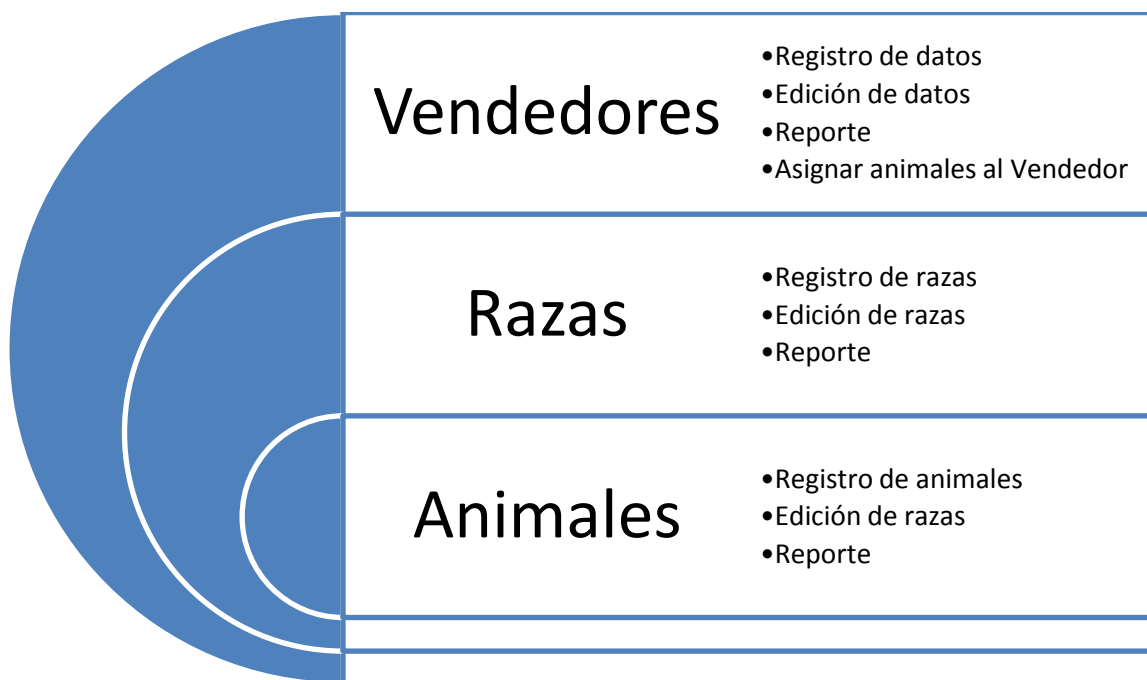 Vendedores
•Registro de datos
•Edición de datos
•Reporte
•Asignar animales al Vendedor
Razas
•Registro de razas
•Edición de razas
•Reporte
Animales
•Registro de animales
•Edición de razas
•Reporte